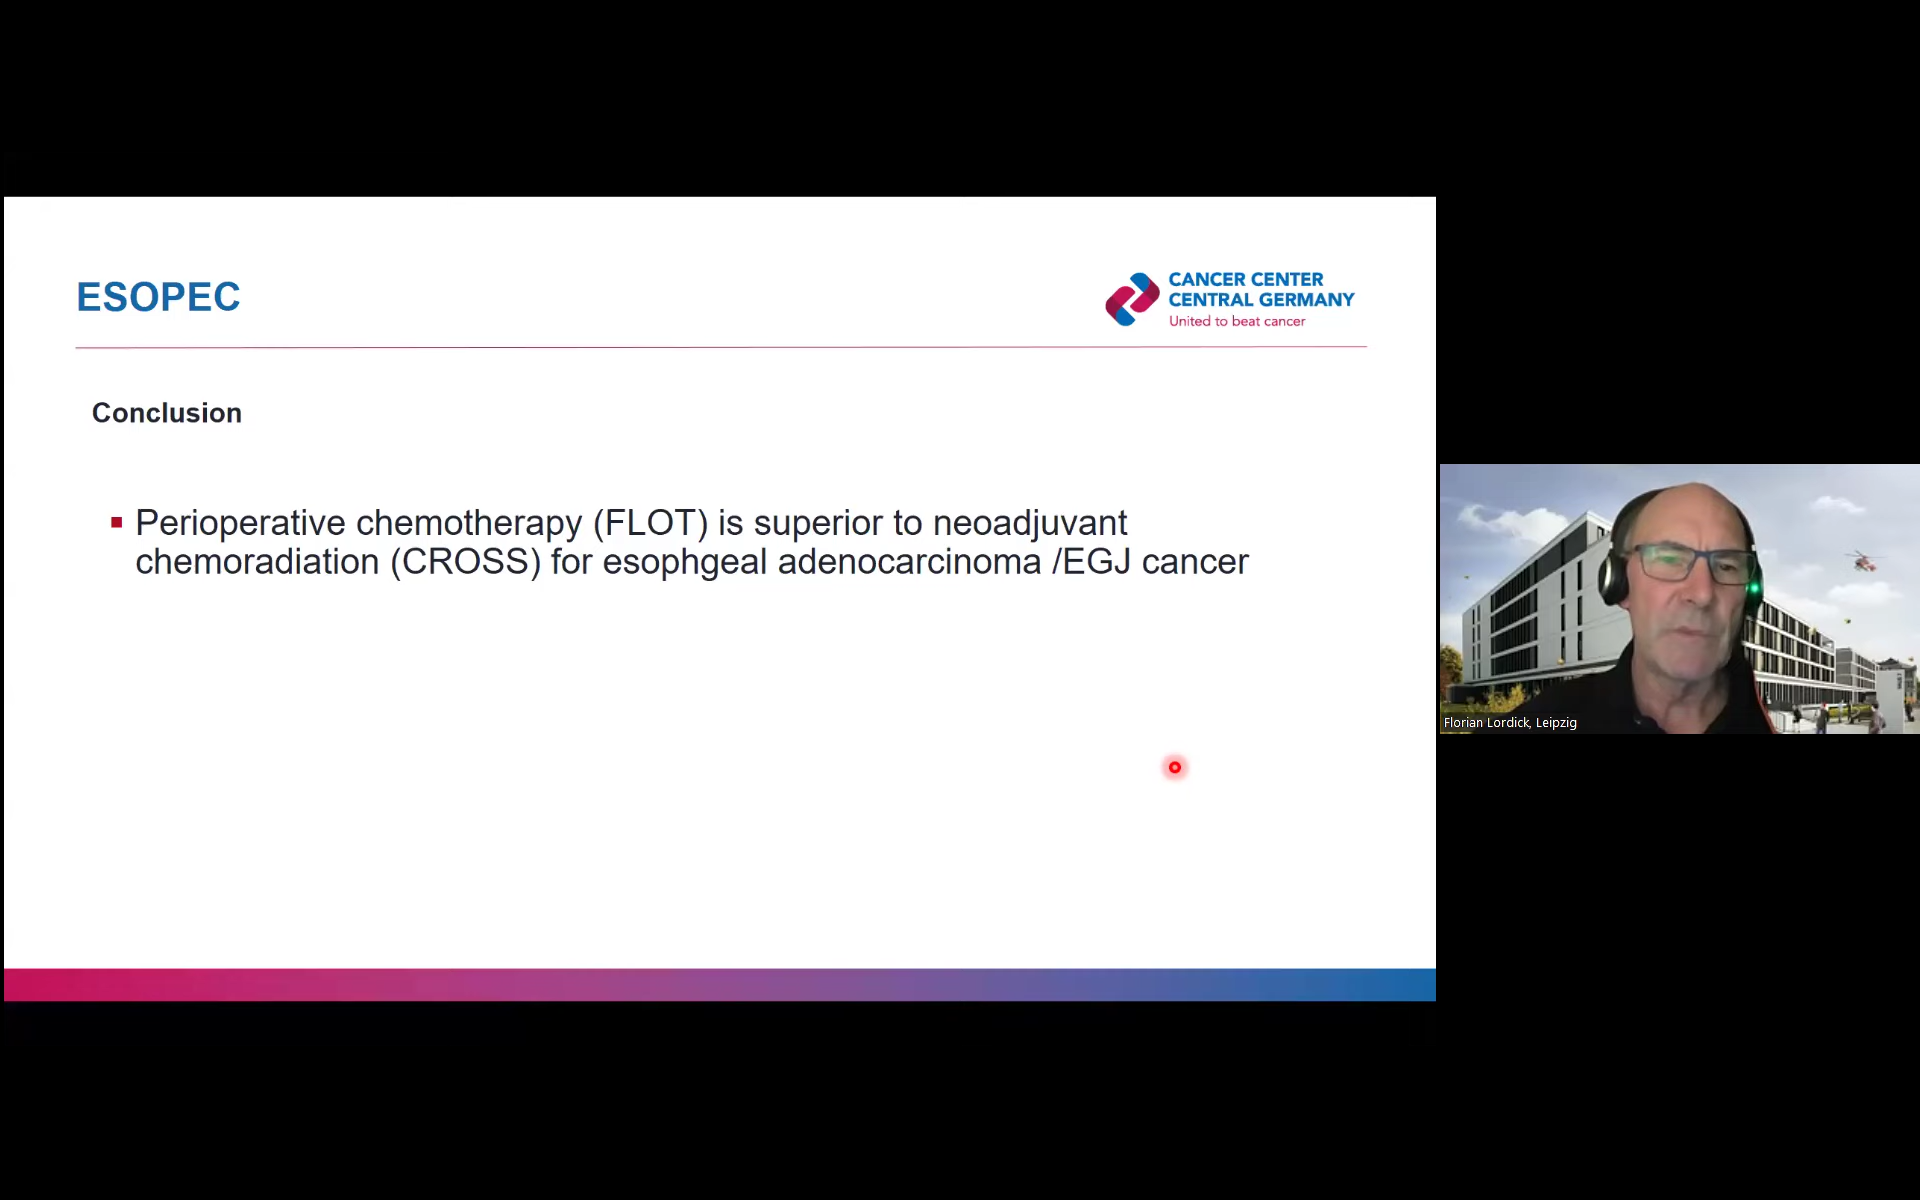 ESOPEC
CANCER CENTER
CENTRAL GERMANY
United to beat cancer
Conclusion
Perioperative chemotherapy (FLOT) is superior to neoadjuvant
chemoradiation (CROSS) for esophgeal adenocarcinoma /EGJ cancer
Florian Lordick, Leipzig